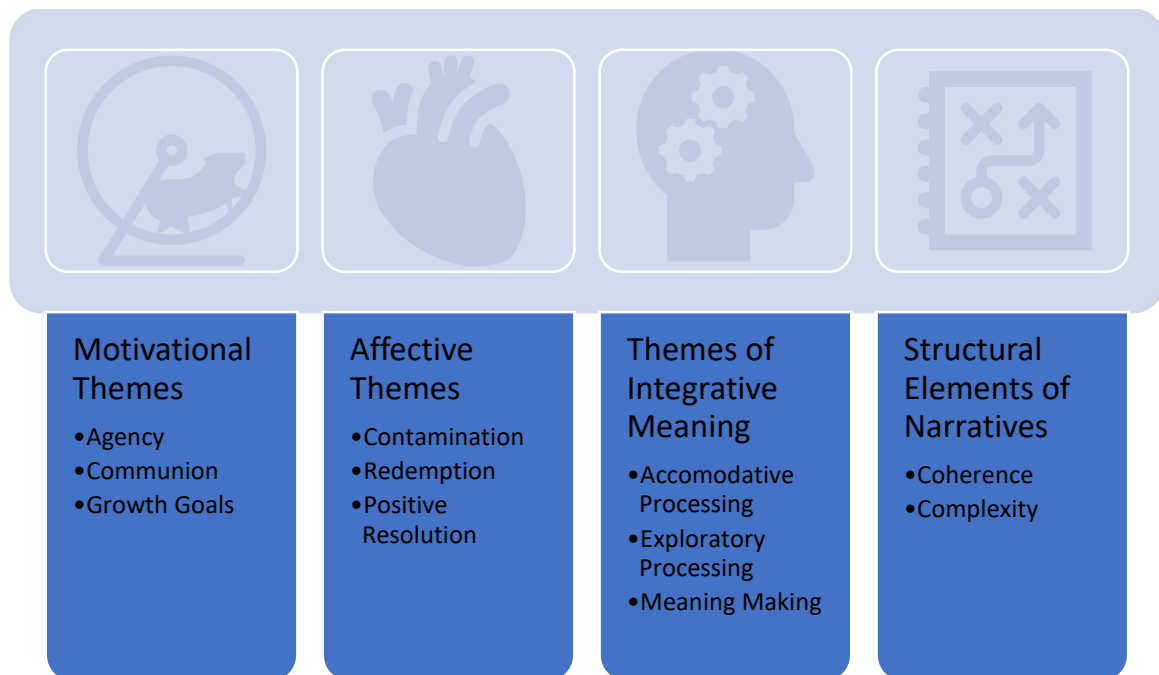 Motivational
Themes
•Agency
•Communion
•Growth Goals
Affective
Themes
•Contamination
•Redemption
•Positive
Resolution
Themes of
Integrative
Meaning
•Accomodative
Processing
•Exploratory
Processing
•Meaning Making
Structural
Elements of
Narratives
•Coherence
•Complexity